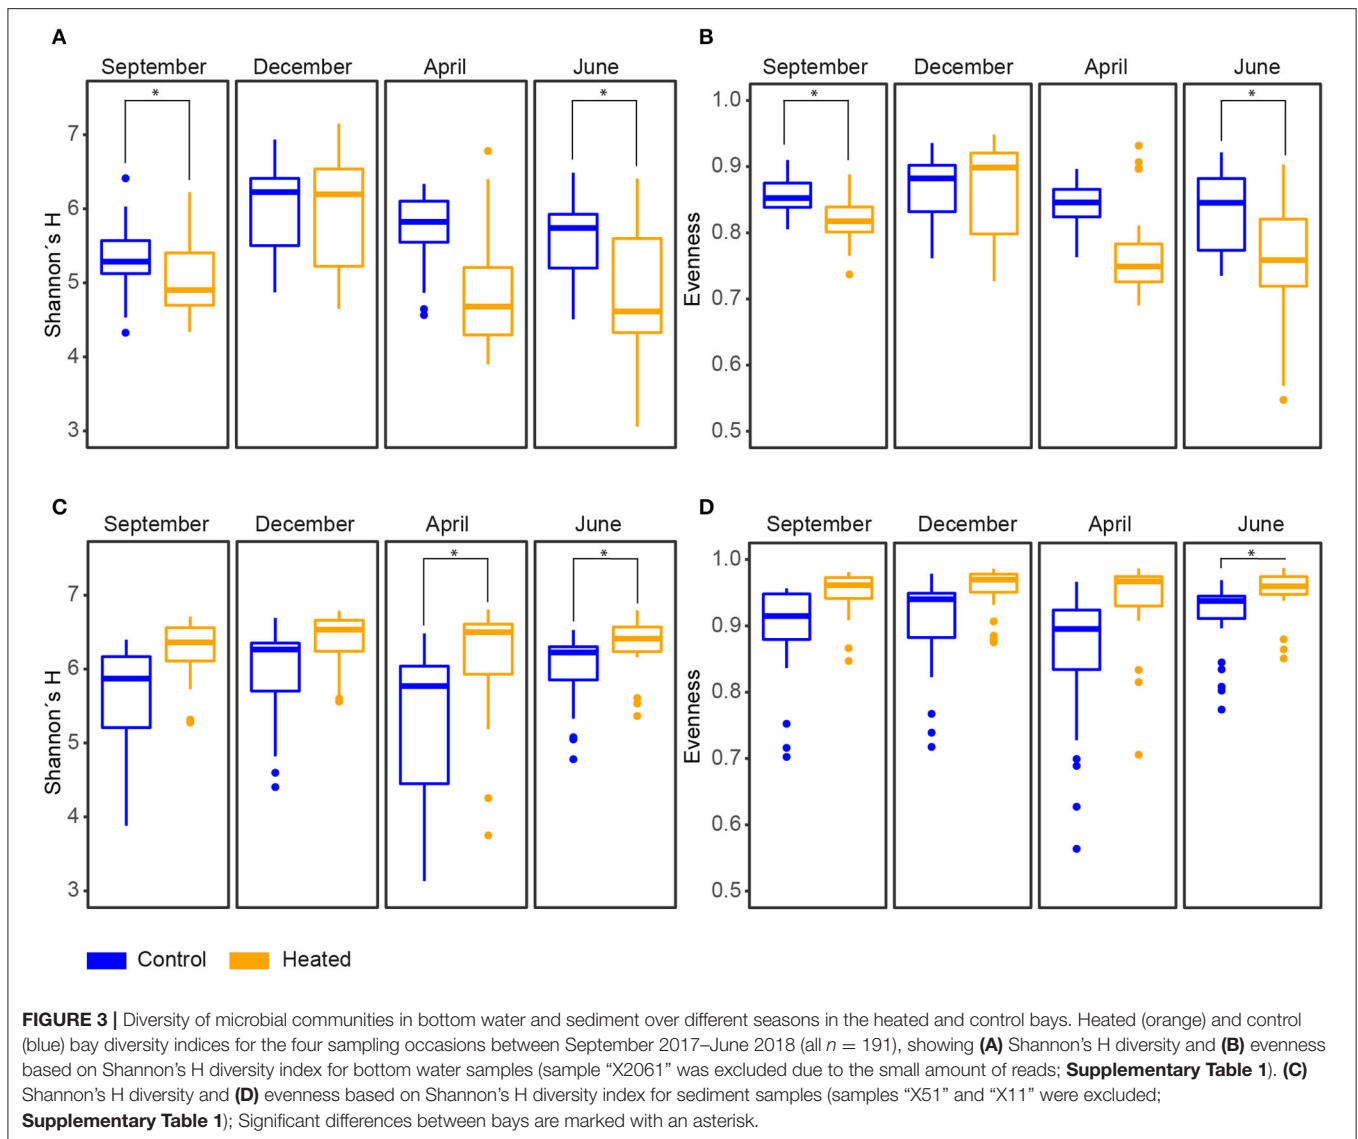 A
September December April June
* *
7
6
5
4
3
Shannon´s H
B
September December April June
* *
1.0
0.9
0.8
0.7
0.6
0.5
Evenness
C
September December April June
* *
7
6
5
4
3
Shannon´s H
D
September December April June
*
1.0
0.9
0.8
0.7
0.6
0.5
Evenness
Control Heated
FIGURE 3 | Diversity of microbial communities in bottom water and sediment over different seasons in the heated and control bays. Heated (orange) and control
(blue) bay diversity indices for the four sampling occasions between September 2017–June 2018 (all n = 191), showing (A) Shannon's H diversity and (B) evenness
based on Shannon's H diversity index for bottom water samples (sample “X2061” was excluded due to the small amount of reads; Supplementary Table 1). (C)
Shannon's H diversity and (D) evenness based on Shannon's H diversity index for sediment samples (samples “X51” and “X11” were excluded;
Supplementary Table 1); Significant differences between bays are marked with an asterisk.